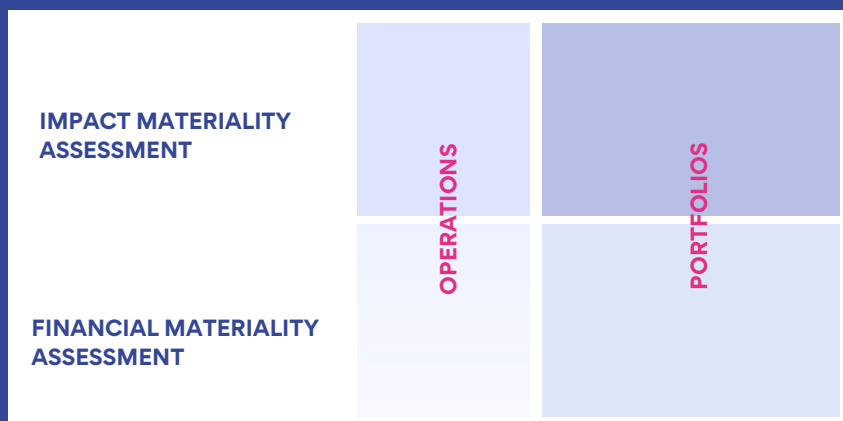 IMPACT MATERIALITY
ASSESSMENT
OPERATIONS
PORTFOLIOS
FINANCIAL MATERIALITY
ASSESSMENT